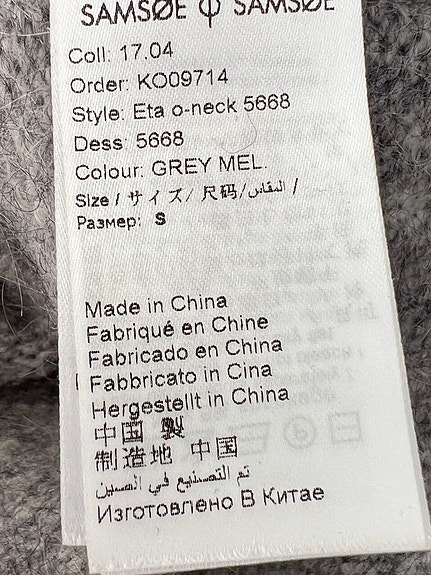 SAMSØE Φ SAMSØE
Coll: 17.04
Order: KO09714
Style: Eta o-neck 5668
Dess: 5668
Colour: GREY MEL.
Size / サイズ/ 尺码/المقاس /
Размер: S
Made in China
Fabriqué en Chine
Fabricado en China
Fabbricato in Cina
Hergestellt in China
中国 製
制造地 中国
تم التصنيع في الصين
Изготовлено В Китае